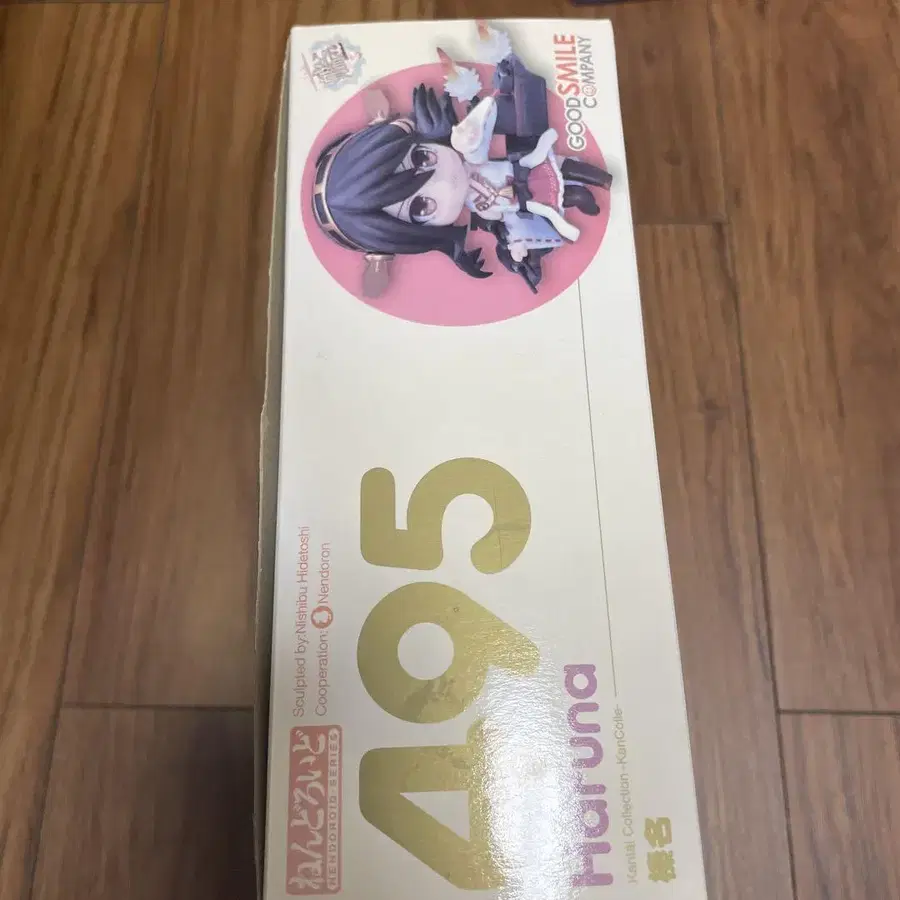 GOOD SMILE COMPANY
Sculpted by:Nishibu Hidetoshi
Cooperation: Nendoron
ねんどろいど
NENDOROID SERIES
495
Haruna
Kantai Collection -KanColle-
榛名